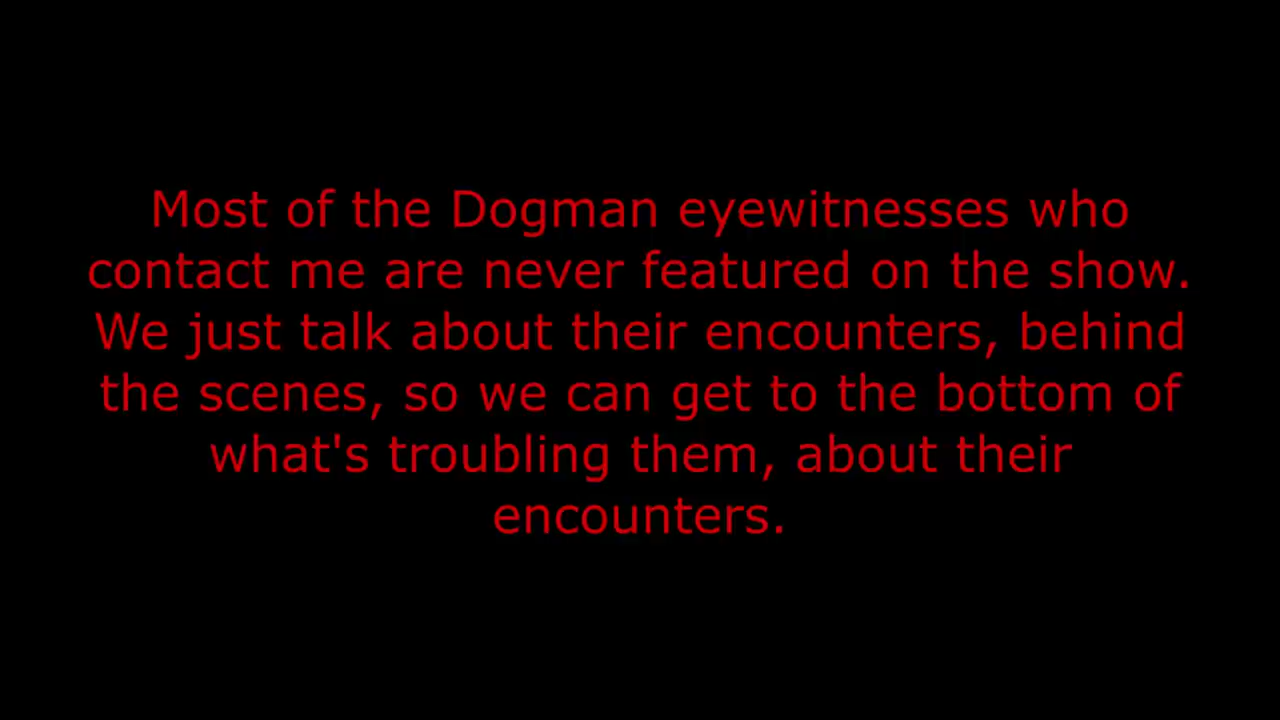 Most of the Dogman eyewitnesses who
contact me are never featured on the show.
We just talk about their encounters, behind
the scenes, so we can get to the bottom of
what's troubling them, about their
encounters.